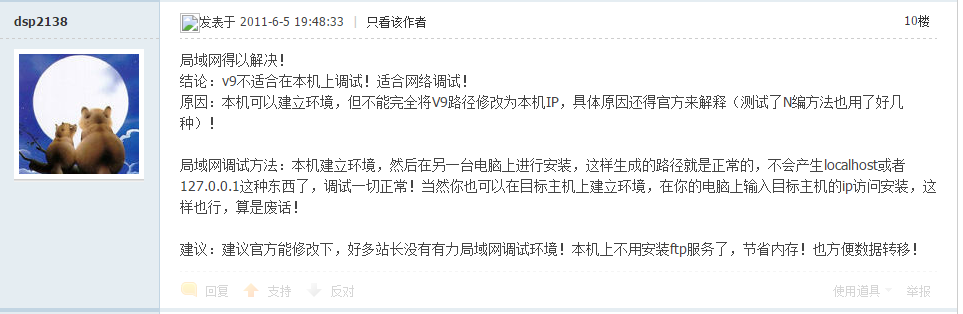 dsp2138
发表于 2011-6-5 19:48:33 | 只看该作者
10楼
局域网得以解决！
结论：v9不适合在本机上调试！适合网络调试！
原因：本机可以建立环境，但不能完全将V9路径修改为本机IP，具体原因还得官方来解释（测试了N编方法也用了好几
种）！
局域网调试方法：本机建立环境，然后在另一台电脑上进行安装，这样生成的路径就是正常的，不会产生localhost或者
127.0.0.1这种东西了，调试一切正常！当然你也可以在目标主机上建立环境，在你的电脑上输入目标主机的ip访问安装，这
样也行，算是废话！
建议：建议官方能修改下，好多站长没有有力局域网调试环境！本机上不用安装ftp服务了，节省内存！也方便数据转移！
回复 支持 反对
使用道具 举报